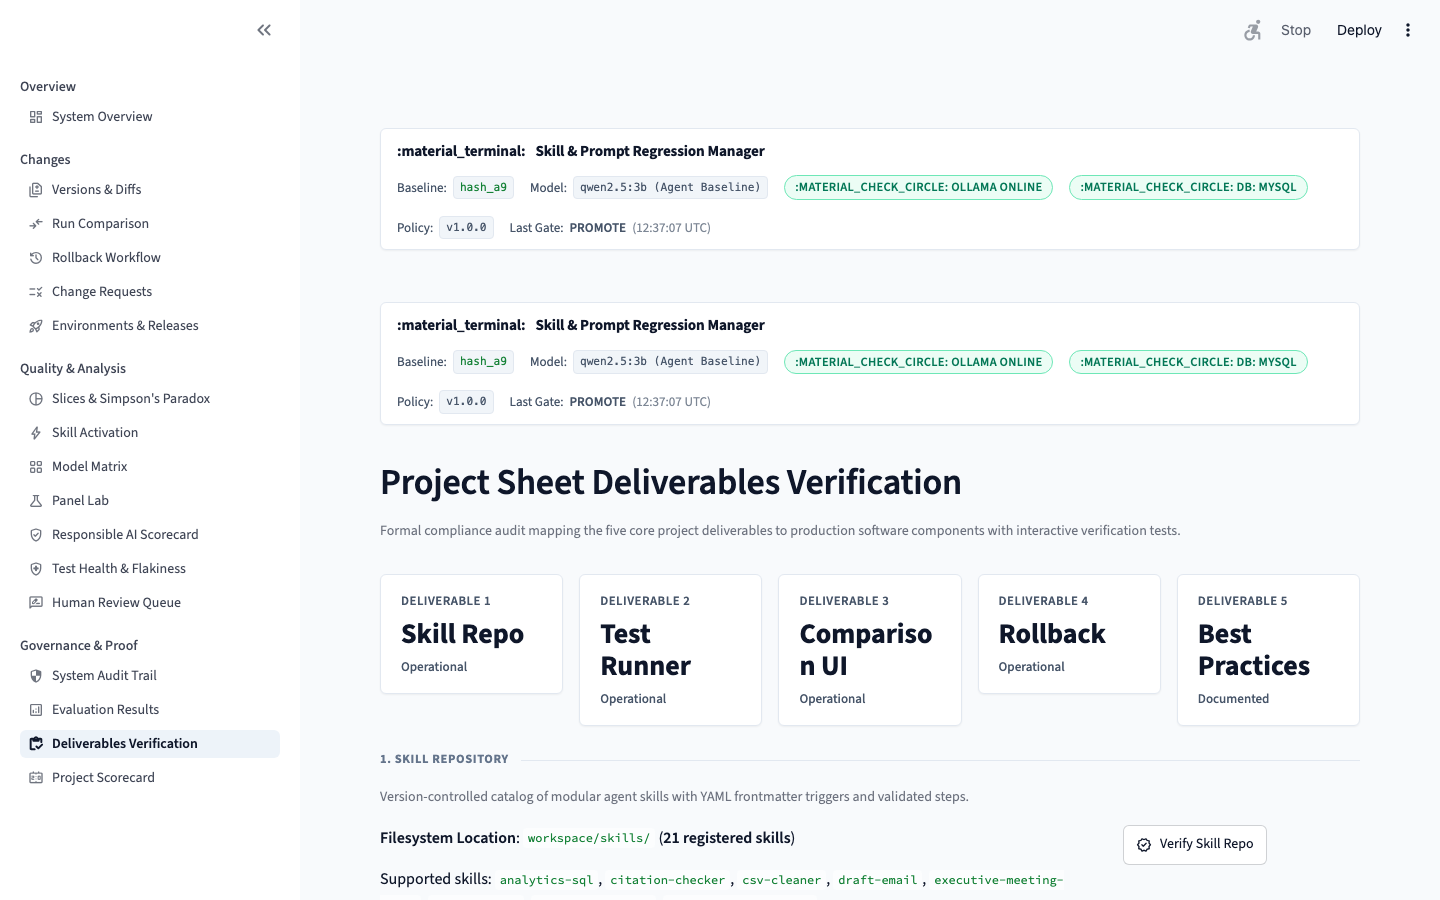 Stop
Deploy
Overview
System Overview
Changes
Versions & Diffs
Run Comparison
Rollback Workflow
Change Requests
Environments & Releases
Quality & Analysis
Slices & Simpson's Paradox
Skill Activation
Model Matrix
Panel Lab
Responsible AI Scorecard
Test Health & Flakiness
Human Review Queue
Governance & Proof
System Audit Trail
Evaluation Results
Deliverables Verification
Project Scorecard
:material_terminal: Skill & Prompt Regression Manager
Baseline: hash_a9 Model: qwen2.5:3b (Agent Baseline) :MATERIAL_CHECK_CIRCLE: OLLAMA ONLINE :MATERIAL_CHECK_CIRCLE: DB: MYSQL
Policy: v1.0.0 Last Gate: PROMOTE (12:37:07 UTC)
:material_terminal: Skill & Prompt Regression Manager
Baseline: hash_a9 Model: qwen2.5:3b (Agent Baseline) :MATERIAL_CHECK_CIRCLE: OLLAMA ONLINE :MATERIAL_CHECK_CIRCLE: DB: MYSQL
Policy: v1.0.0 Last Gate: PROMOTE (12:37:07 UTC)
Project Sheet Deliverables Verification
Formal compliance audit mapping the five core project deliverables to production software components with interactive verification tests.
DELIVERABLE 1
Skill Repo
Operational
DELIVERABLE 2
Test
Runner
Operational
DELIVERABLE 3
Compariso
n UI
Operational
DELIVERABLE 4
Rollback
Operational
DELIVERABLE 5
Best
Practices
Documented
1. SKILL REPOSITORY
Version-controlled catalog of modular agent skills with YAML frontmatter triggers and validated steps.
Filesystem Location: workspace/skills/ (21 registered skills)
Verify Skill Repo
Supported skills: analytics-sql , citation-checker , csv-cleaner , draft-email , executive-meeting-